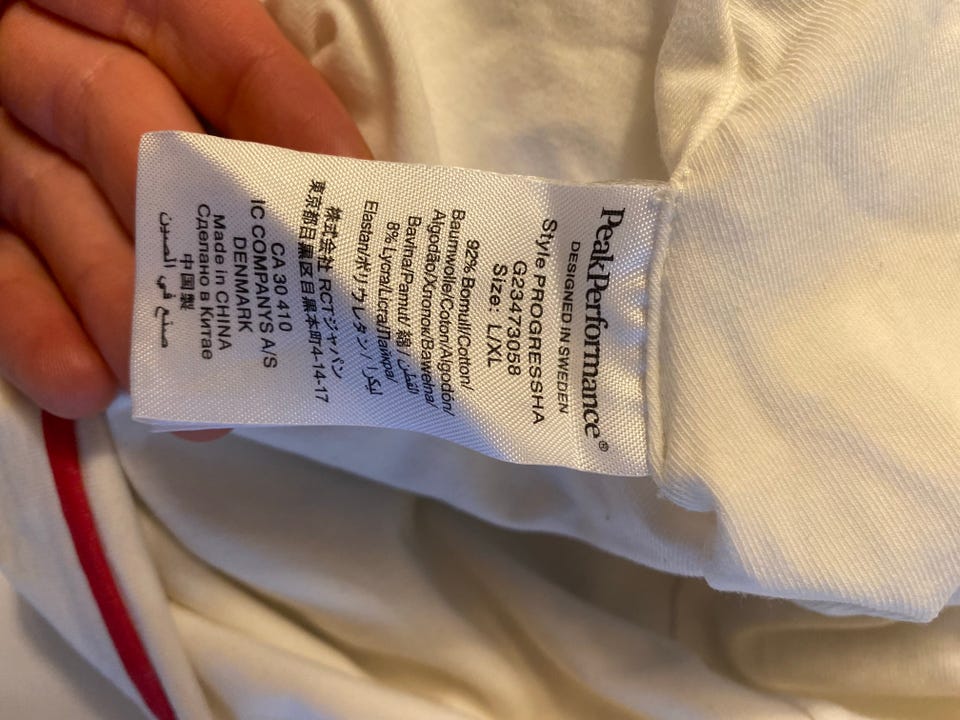 PeakPerformance®
DESIGNED IN SWEDEN
Style PROGRESSHA
G23473058
Size: L/XL
92% Bomull/Cotton/
Baumwolle/Coton/Algodón/
Algodão/Хлопок/Bawełna/
Bavlna/Pamut/ 綿 / القطن
8% Lycra/Licra/Лайкра/
Elastan/ポリウレタン / ليكرا
株式会社 RCTジャパン
東京都目黒区目黒本町4-14-17
CA 30 410
IC COMPANYS A/S
DENMARK
Made in CHINA
Сделано в Китае
中国製
صنع في الصين